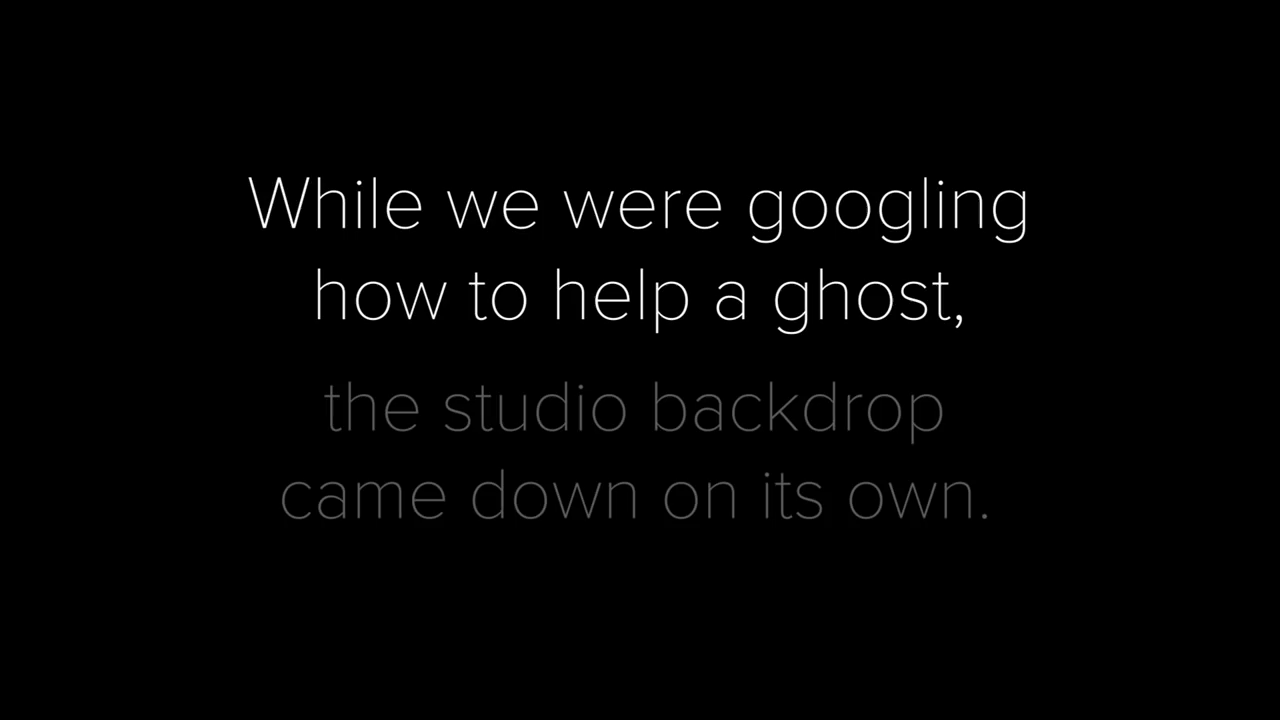 While we were googling
how to help a ghost,
the studio backdrop
came down on its own.